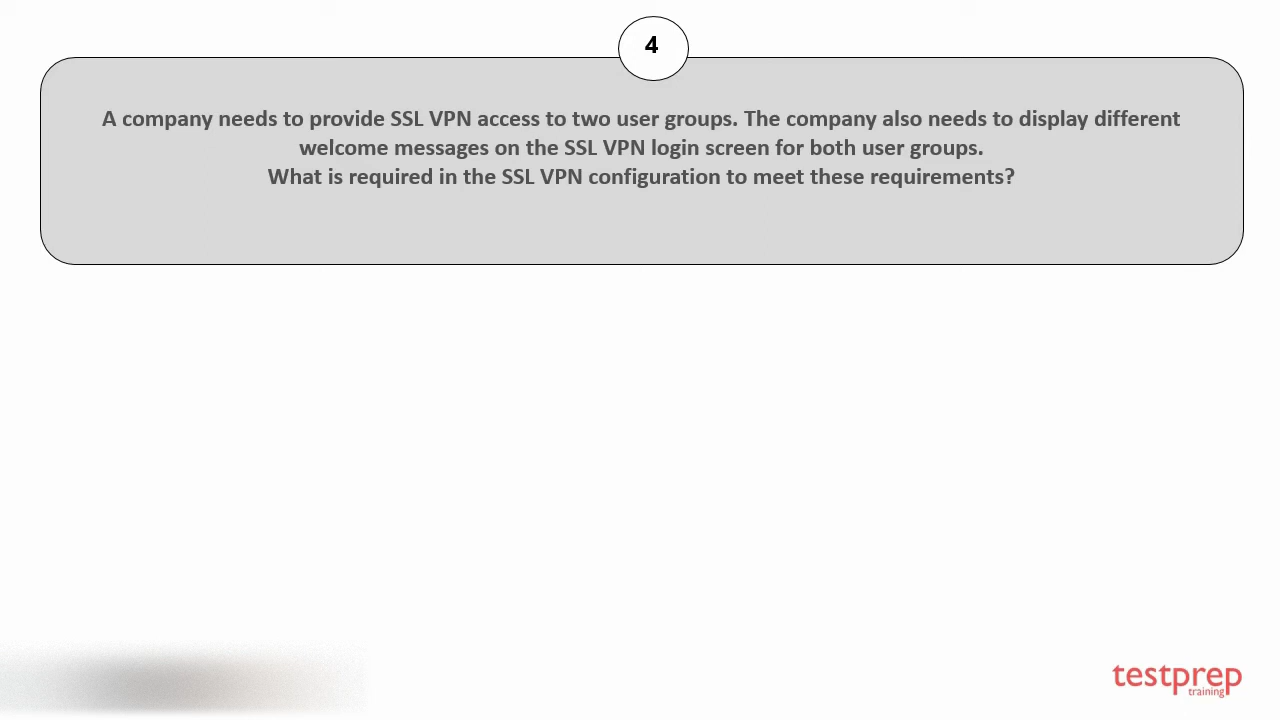 4
A company needs to provide SSL VPN access to two user groups. The company also needs to display different
welcome messages on the SSL VPN login screen for both user groups.
What is required in the SSL VPN configuration to meet these requirements?
testprep
training